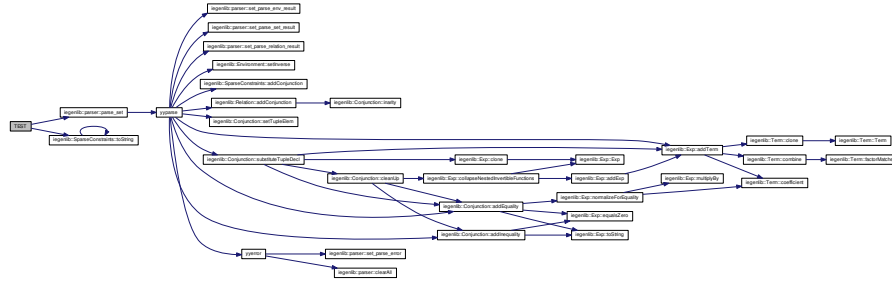 iegenlib::parser::set_parse_env_result
iegenlib::parser::set_parse_set_result
iegenlib::parser::set_parse_relation_result
iegenlib::Environment::setInverse
iegenlib::SparseConstraints::addConjunction
iegenlib::Relation::addConjunction
iegenlib::Conjunction::inarity
iegenlib::parser::parse_set
yyparse
iegenlib::Conjunction::setTupleElem
TEST
iegenlib::SparseConstraints::toString
iegenlib::Term::clone
iegenlib::Term::Term
iegenlib::Exp::addTerm
iegenlib::Conjunction::substituteTupleDecl
iegenlib::Exp::clone
iegenlib::Exp::Exp
iegenlib::Term::combine
iegenlib::Term::factorMatches
iegenlib::Conjunction::cleanUp
iegenlib::Exp::collapseNestedInvertibleFunctions
iegenlib::Exp::addExp
iegenlib::Exp::multiplyBy
iegenlib::Term::coefficient
iegenlib::Exp::normalizeForEquality
iegenlib::Conjunction::addEquality
iegenlib::Exp::equalsZero
iegenlib::Conjunction::addInequality
iegenlib::Exp::toString
yyerror
iegenlib::parser::set_parse_error
iegenlib::parser::clearAll